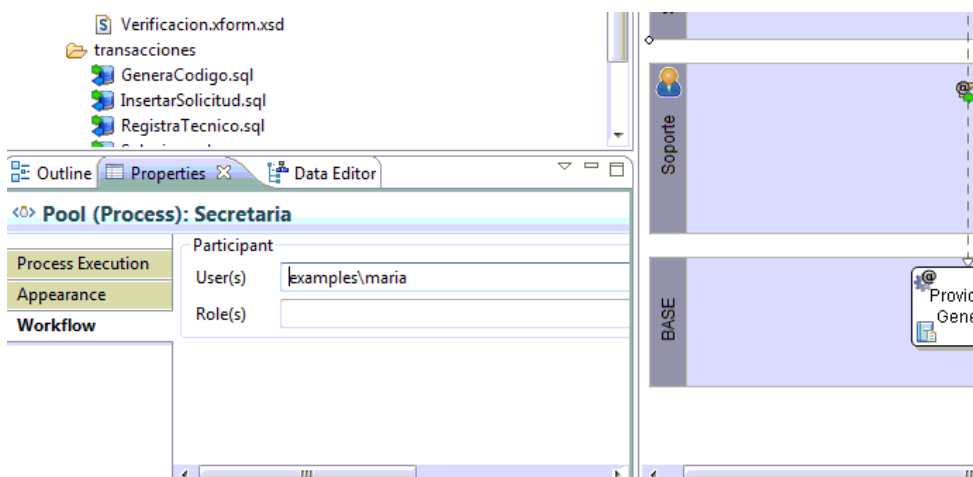 Verificacion.xform.xsd
transacciones
GeneraCodigo.sql
InsertarSolicitud.sql
RegistraTecnico.sql
Outline Properties Data Editor
Pool (Process): Secretaria
Process Execution
Appearance
Workflow
Participant
User(s) examples\maria
Role(s)
Soporte
BASE
Provic
Gene